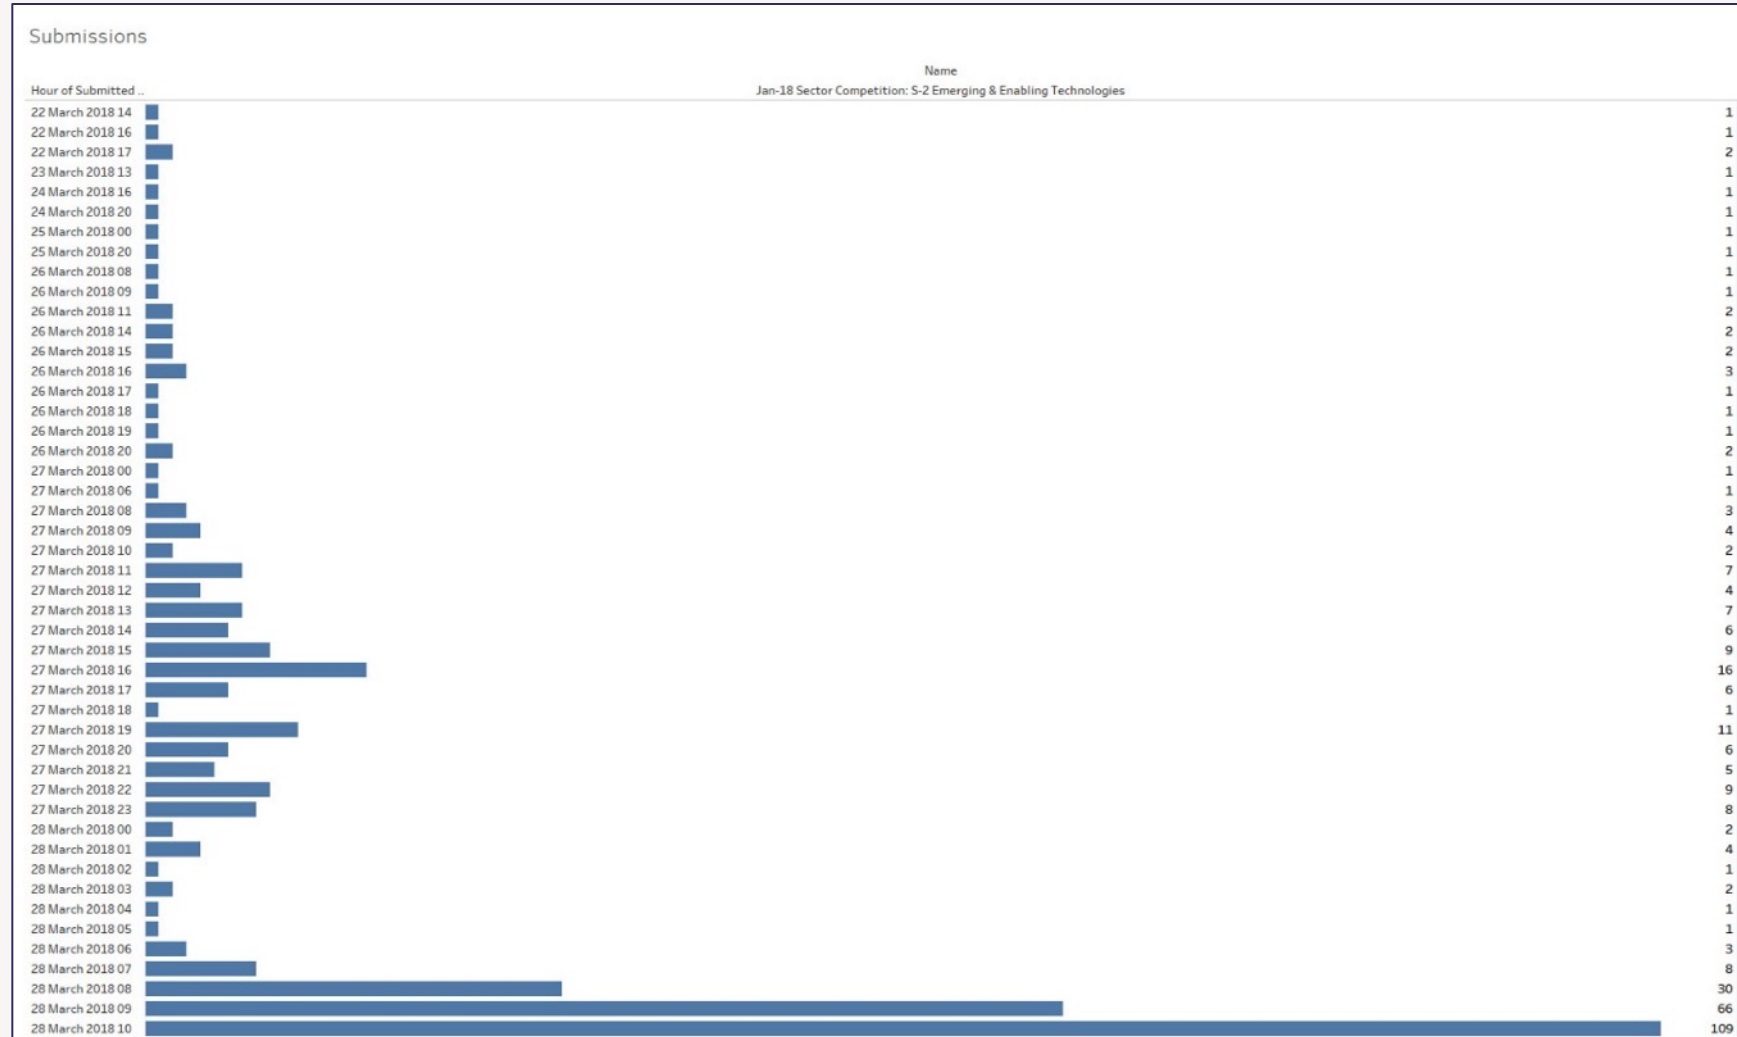 Submissions
Name
Hour of Submitted .. Jan-18 Sector Competition: S-2 Emerging & Enabling Technologies
22 March 2018 14 1
22 March 2018 16 1
22 March 2018 17 2
23 March 2018 13 1
24 March 2018 16 1
24 March 2018 20 1
25 March 2018 00 1
25 March 2018 20 1
26 March 2018 08 1
26 March 2018 09 1
26 March 2018 11 2
26 March 2018 14 2
26 March 2018 15 2
26 March 2018 16 3
26 March 2018 17 1
26 March 2018 18 1
26 March 2018 19 1
26 March 2018 20 2
27 March 2018 00 1
27 March 2018 06 1
27 March 2018 08 3
27 March 2018 09 4
27 March 2018 10 2
27 March 2018 11 7
27 March 2018 12 4
27 March 2018 13 7
27 March 2018 14 6
27 March 2018 15 9
27 March 2018 16 16
27 March 2018 17 6
27 March 2018 18 1
27 March 2018 19 11
27 March 2018 20 6
27 March 2018 21 5
27 March 2018 22 9
27 March 2018 23 8
28 March 2018 00 2
28 March 2018 01 4
28 March 2018 02 1
28 March 2018 03 2
28 March 2018 04 1
28 March 2018 05 1
28 March 2018 06 3
28 March 2018 07 8
28 March 2018 08 30
28 March 2018 09 66
28 March 2018 10 109